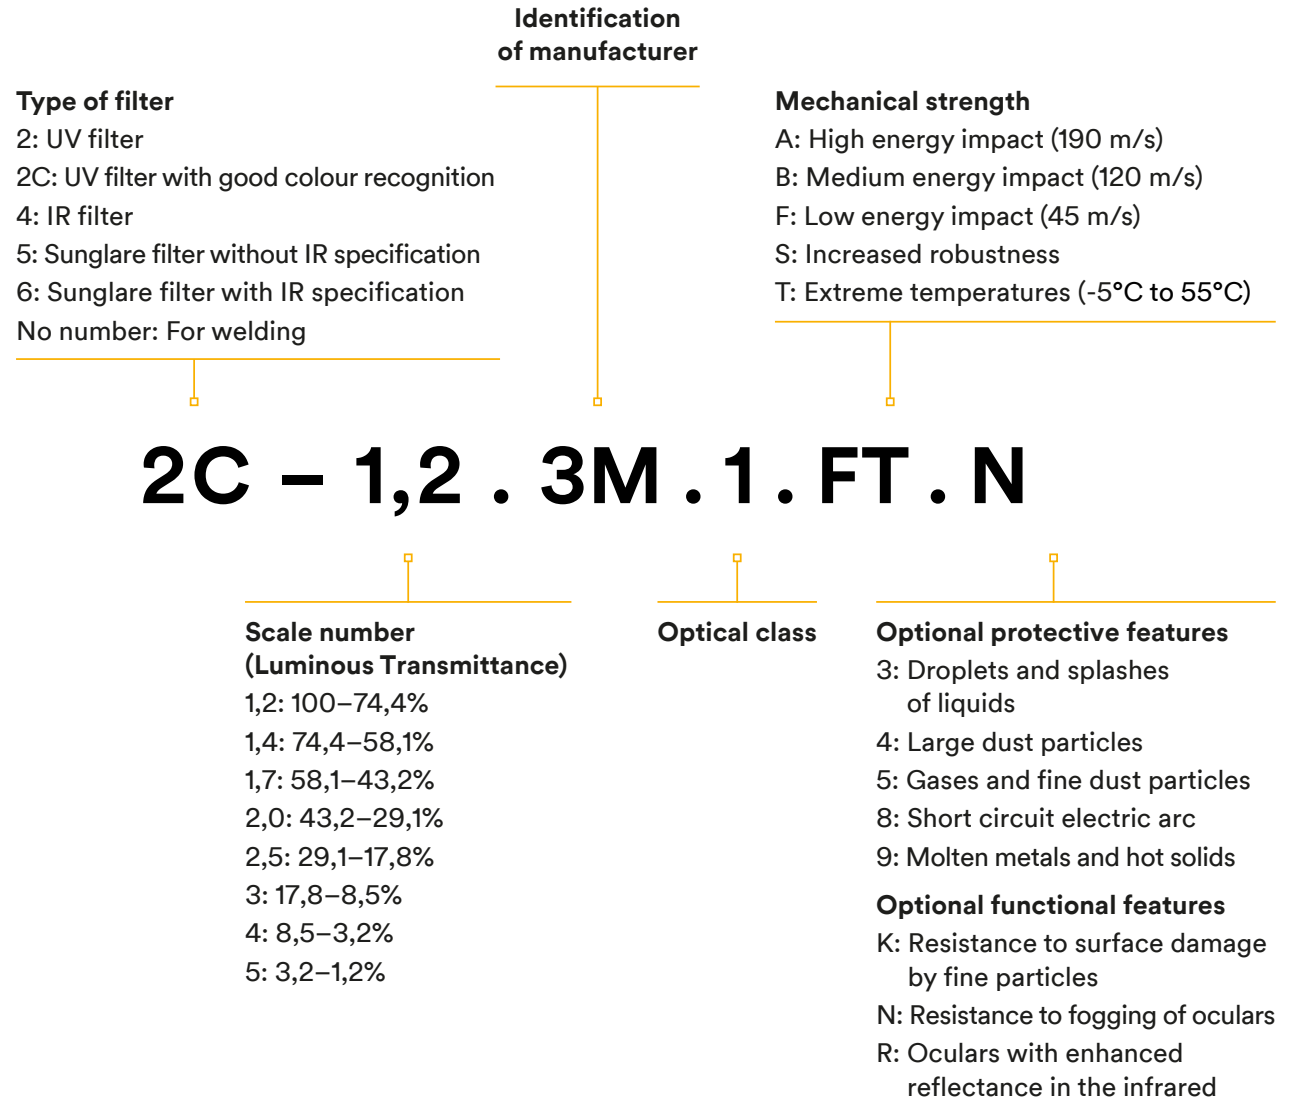 Identification
of manufacturer
Type of filter
2: UV filter
2C: UV filter with good colour recognition
4: IR filter
5: Sunglare filter without IR specification
6: Sunglare filter with IR specification
No number: For welding
Mechanical strength
A: High energy impact (190 m/s)
B: Medium energy impact (120 m/s)
F: Low energy impact (45 m/s)
S: Increased robustness
T: Extreme temperatures (-5°C to 55°C)
2C – 1,2 . 3M . 1 . FT . N
Scale number
(Luminous Transmittance)
1,2: 100–74,4%
1,4: 74,4–58,1%
1,7: 58,1–43,2%
2,0: 43,2–29,1%
2,5: 29,1–17,8%
3: 17,8–8,5%
4: 8,5–3,2%
5: 3,2–1,2%
Optical class
Optional protective features
3: Droplets and splashes
of liquids
4: Large dust particles
5: Gases and fine dust particles
8: Short circuit electric arc
9: Molten metals and hot solids
Optional functional features
K: Resistance to surface damage
by fine particles
N: Resistance to fogging of oculars
R: Oculars with enhanced
reflectance in the infrared